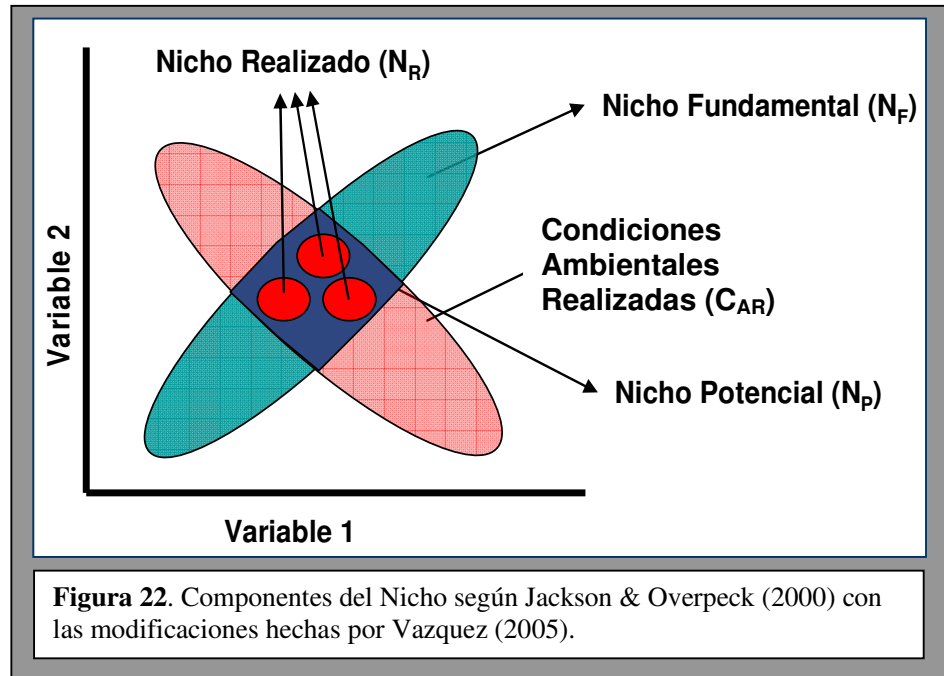 Nicho Realizado (NR)
Nicho Fundamental (NF)
Condiciones
Ambientales
Realizadas (CAR)
Nicho Potencial (NP)
Variable 2
Variable 1
Figura 22. Componentes del Nicho según Jackson & Overpeck (2000) con
las modificaciones hechas por Vazquez (2005).